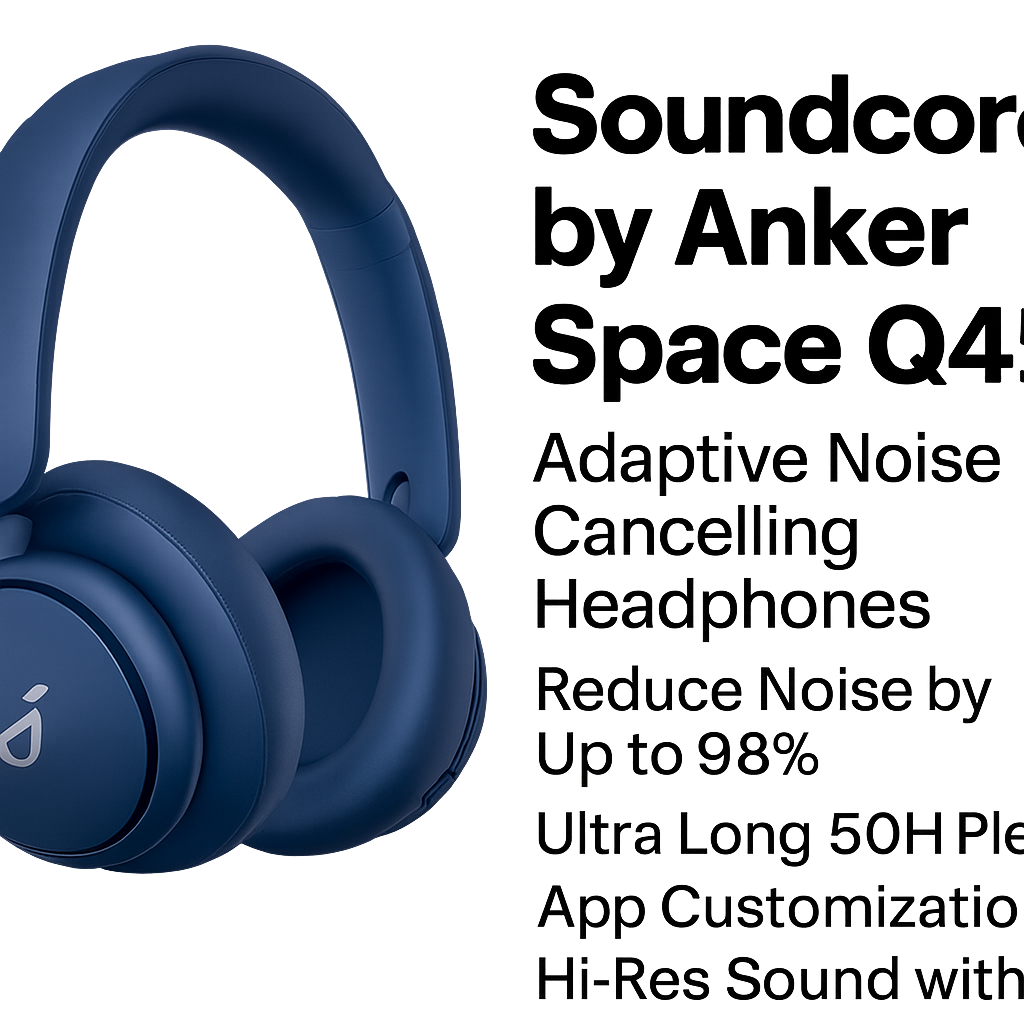 Soundcore
by Anker
Space Q45
Adaptive Noise
Cancelling
Headphones
Reduce Noise by
Up to 98%
Ultra Long 50H Ple
App Customizatio
Hi-Res Sound with